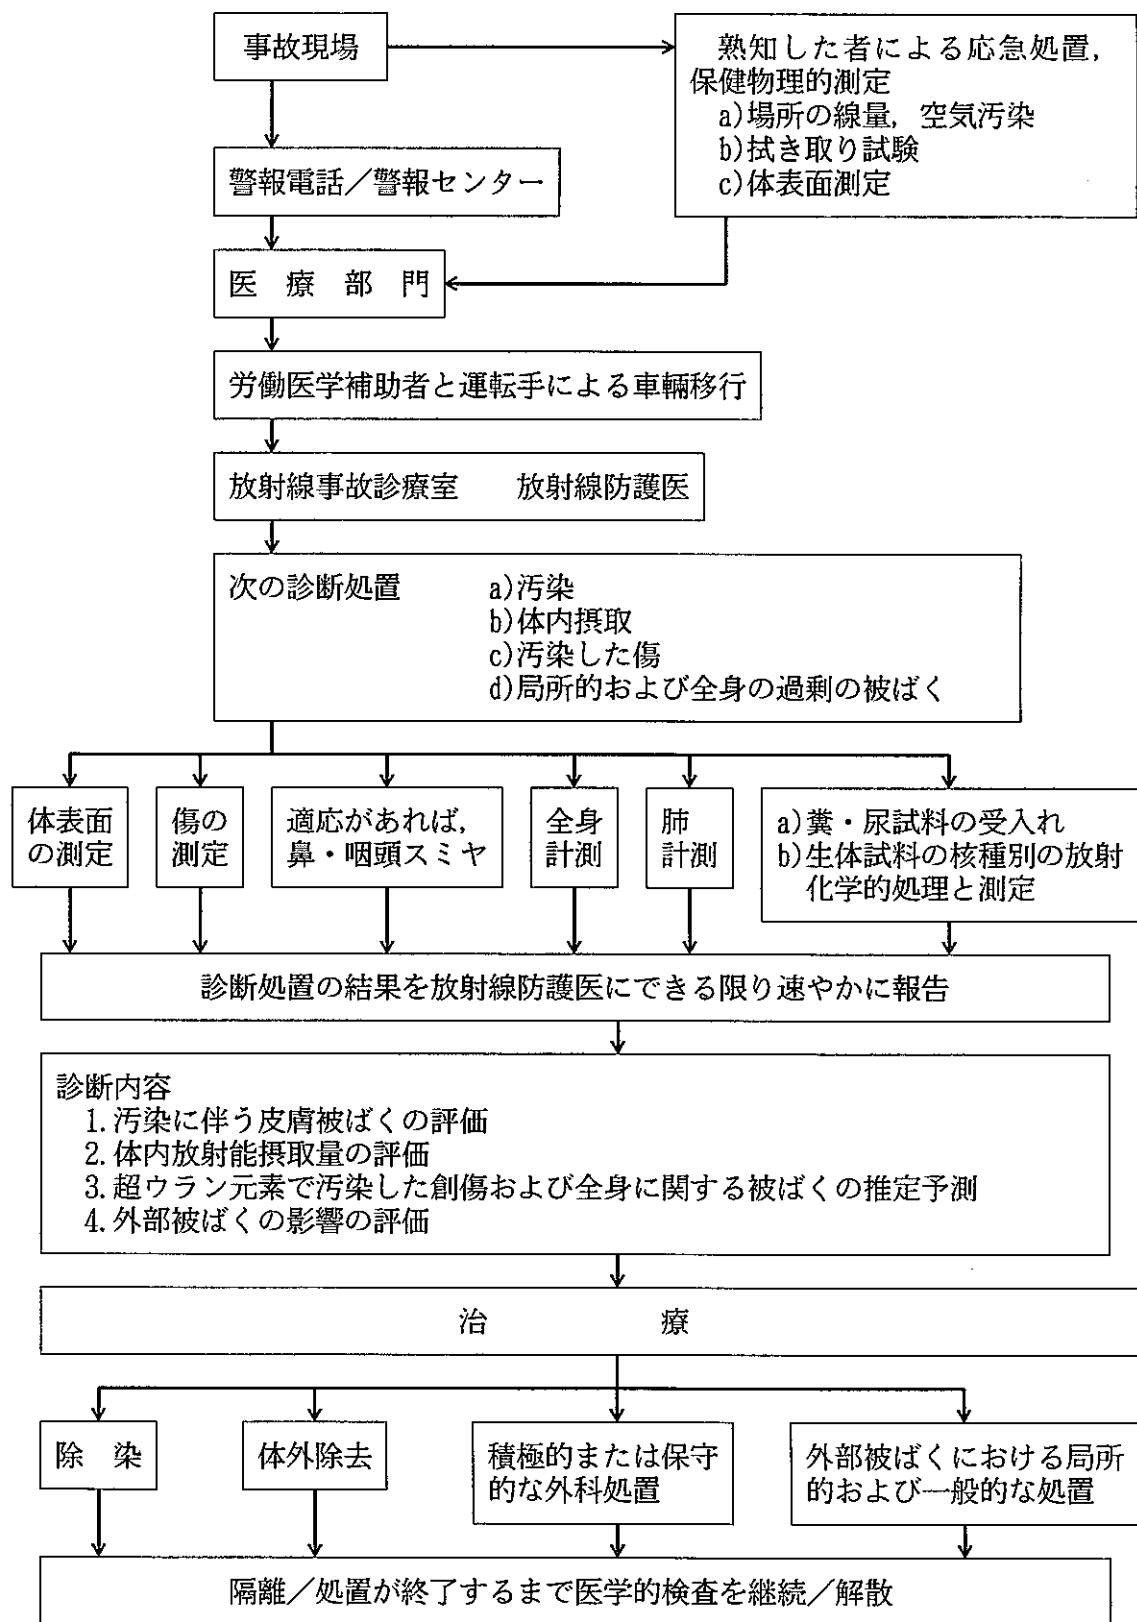 事故現場
熟知した者による応急処置,
保健物理的測定
a)場所の線量, 空気汚染
b)拭き取り試験
c)体表面測定
警報電話／警報センター
医 療 部 門
労働医学補助者と運転手による車輛移行
放射線事故診療室　放射線防護医
次の診断処置　a)汚染
b)体内摂取
c)汚染した傷
d)局所的および全身の過剰の被ばく
体表面
の測定
傷の
測定
適応があれば,
鼻・咽頭スミヤ
全身
計測
肺
計測
a)糞・尿試料の受入れ
b)生体試料の核種別の放射
化学的処理と測定
診断処置の結果を放射線防護医にできる限り速やかに報告
診断内容
1.汚染に伴う皮膚被ばくの評価
2.体内放射能摂取量の評価
3.超ウラン元素で汚染した創傷および全身に関する被ばくの推定予測
4.外部被ばくの影響の評価
治　療
除　染
体外除去
積極的または保守
的な外科処置
外部被ばくにおける局所
的および一般的な処置
隔離／処置が終了するまで医学的検査を継続／解散